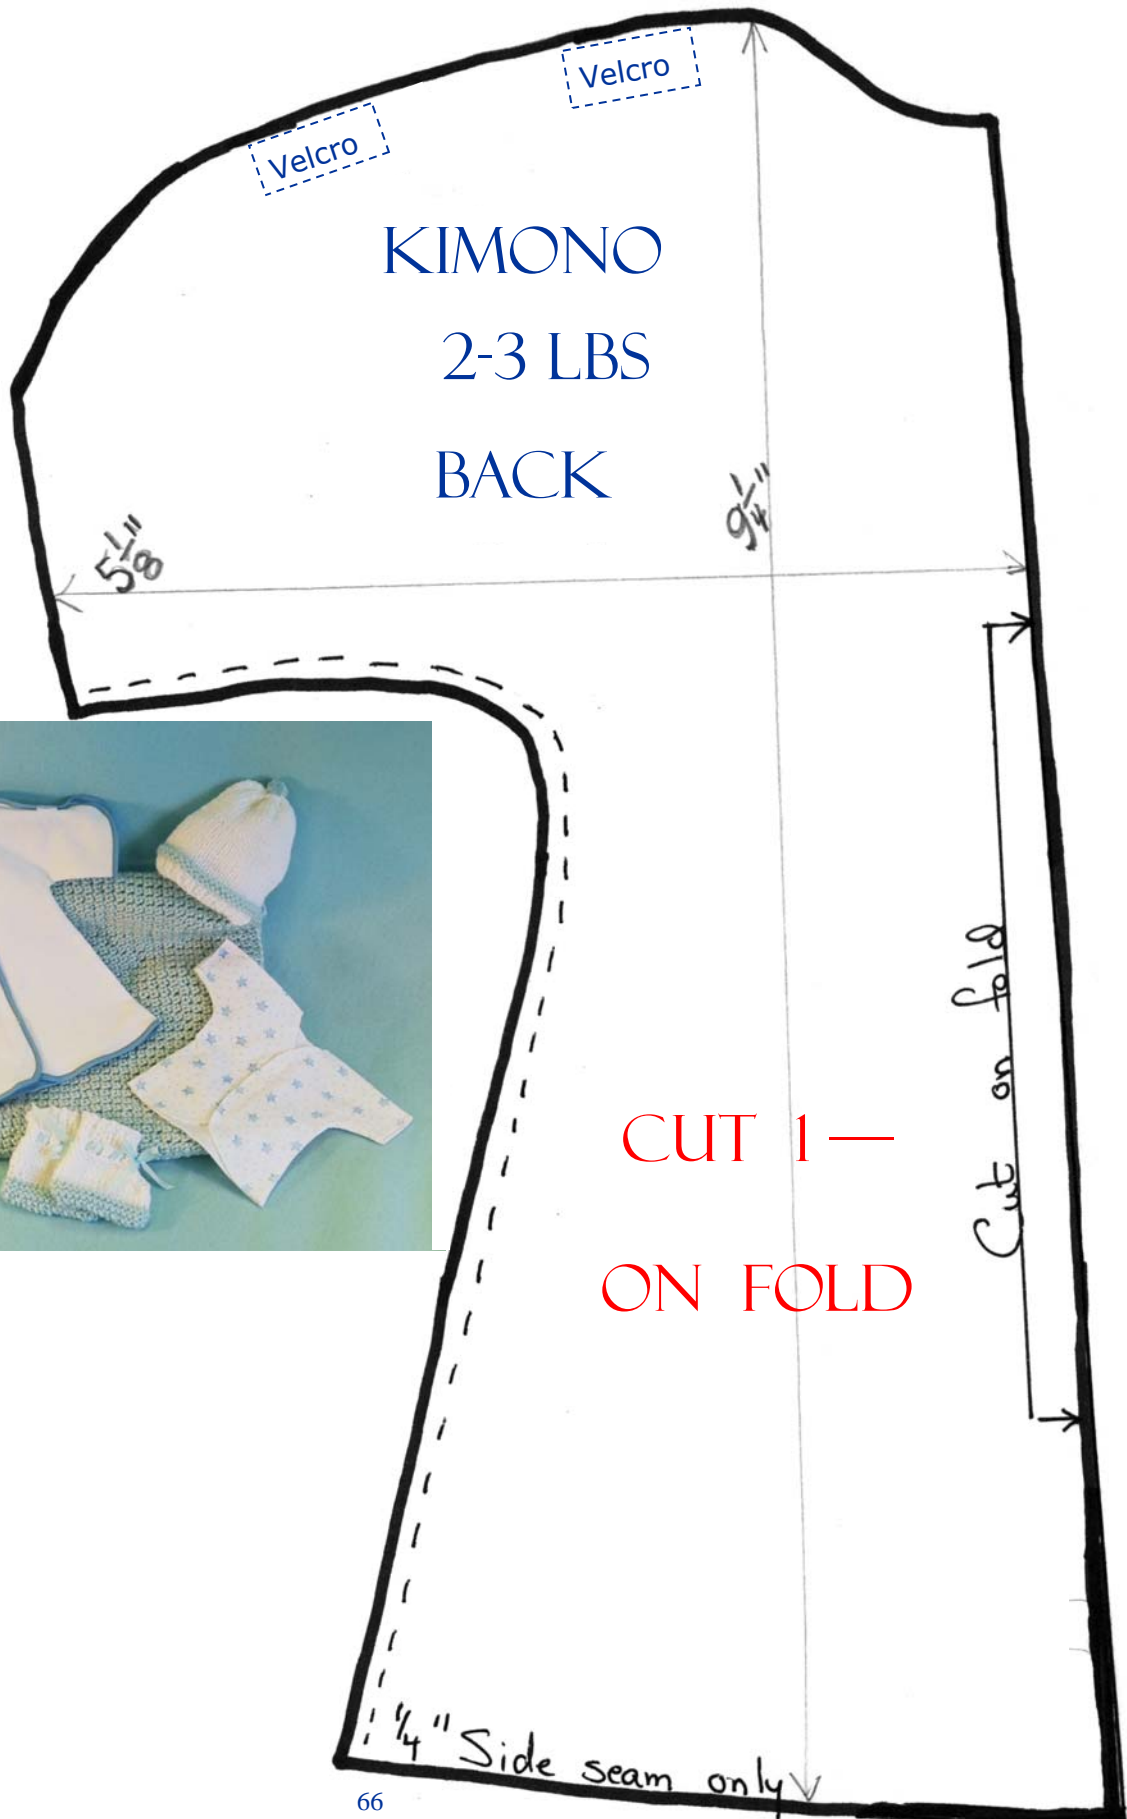 Velcro
Velcro
KIMONO
2-3 LBS
BACK
5 1/8"
9 1/4"
Cut on fold
CUT 1—
ON FOLD
1/4" Side seam only
66